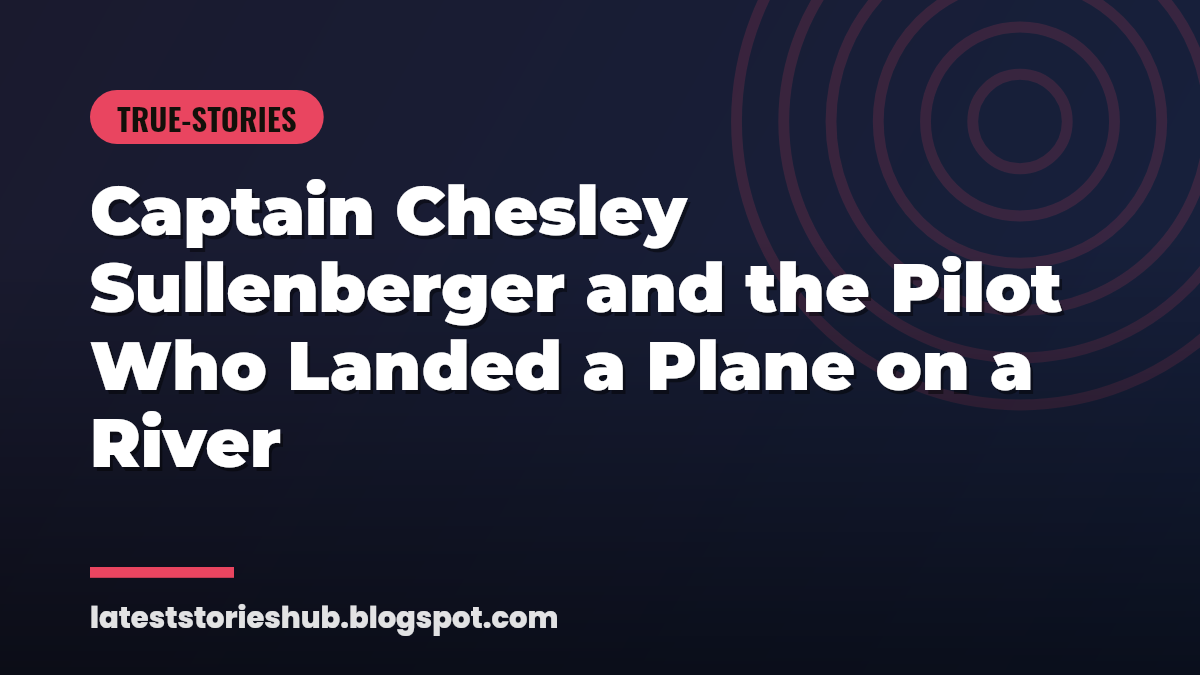 TRUE-STORIES
Captain Chesley
Sullenberger and the Pilot
Who Landed a Plane on a
River
lateststorieshub.blogspot.com